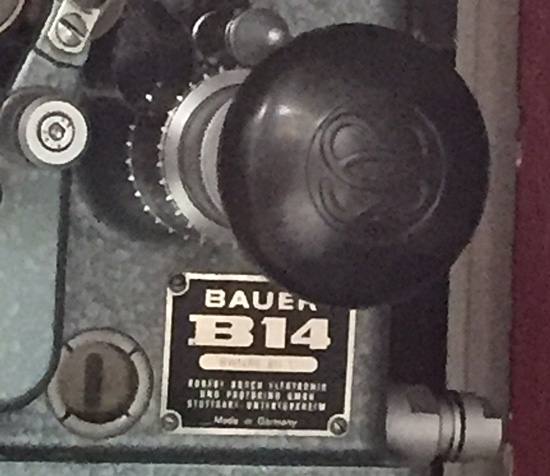 BAUER
B14
ROBERT BOSCH ELEKTRONIK
UND PHOTOKINO GMBH
STUTTGART-UNTERTÜRKHEIM
Made in Germany